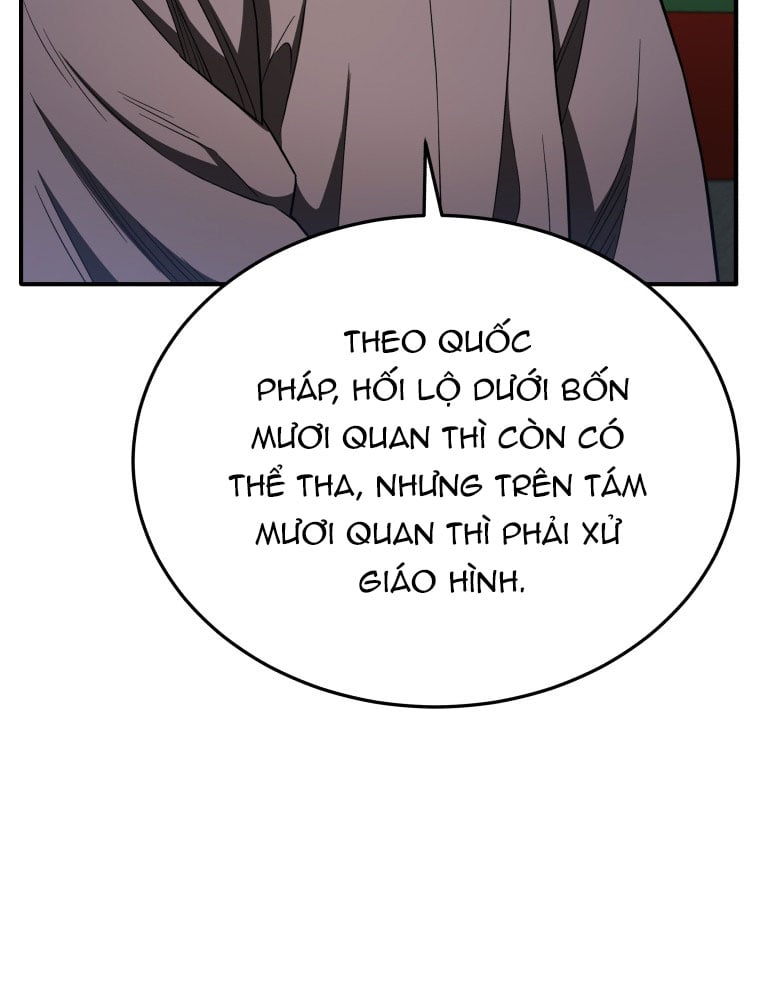 THEO QUỐC
PHÁP, HỐI LỘ DƯỚI BỐN
MƯƠI QUAN THÌ CÒN CÓ
THỂ THA, NHƯNG TRÊN TÁM
MƯƠI QUAN THÌ PHẢI XỬ
GIÁO HÌNH.